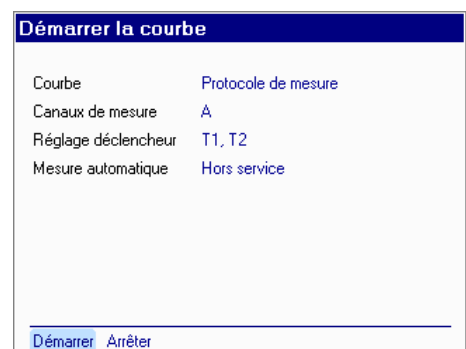 Démarrer la courbe
Courbe Protocole de mesure
Canaux de mesure A
Réglage déclencheur T1, T2
Mesure automatique Hors service
Démarrer Arrêter